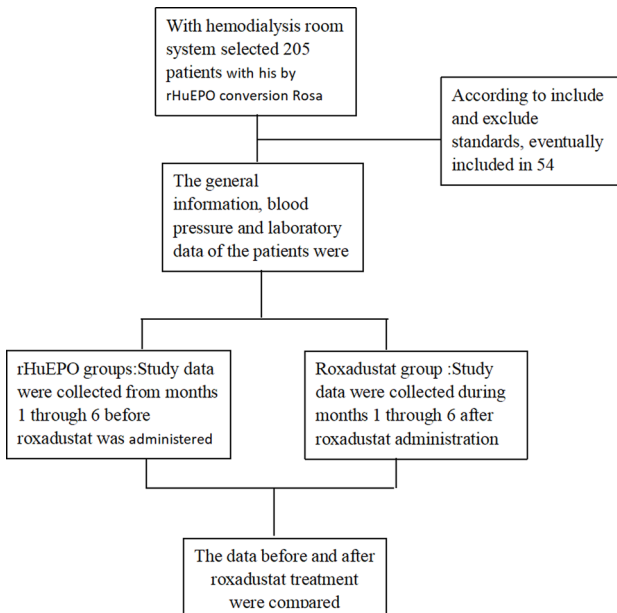 With hemodialysis room
system selected 205
patients with his by
rHuEPO conversion Rosa
According to include
and exclude
standards, eventually
included in 54
The general
information, blood
pressure and laboratory
data of the patients were
rHuEPO groups:Study data
were collected from months
1 through 6 before
roxadustat was administered
Roxadustat group :Study
data were collected during
months 1 through 6 after
roxadustat administration
The data before and after
roxadustat treatment
were compared